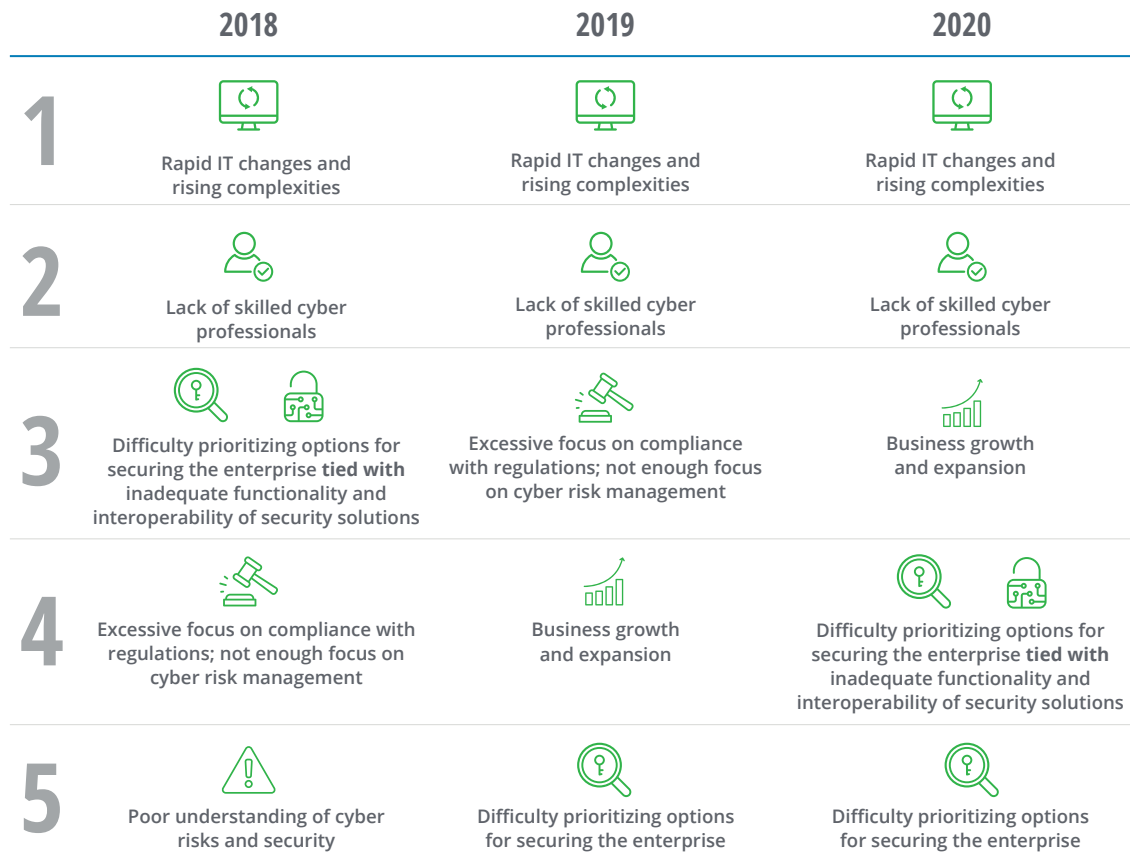 2018 2019 2020
1
Rapid IT changes and
rising complexities
Rapid IT changes and
rising complexities
Rapid IT changes and
rising complexities
2
Lack of skilled cyber
professionals
Lack of skilled cyber
professionals
Lack of skilled cyber
professionals
3
Difficulty prioritizing options for
securing the enterprise tied with
inadequate functionality and
interoperability of security solutions
Excessive focus on compliance
with regulations; not enough focus
on cyber risk management
Business growth
and expansion
4
Excessive focus on compliance with
regulations; not enough focus on
cyber risk management
Business growth
and expansion
Difficulty prioritizing options for
securing the enterprise tied with
inadequate functionality and
interoperability of security solutions
5
Poor understanding of cyber
risks and security
Difficulty prioritizing options
for securing the enterprise
Difficulty prioritizing options
for securing the enterprise